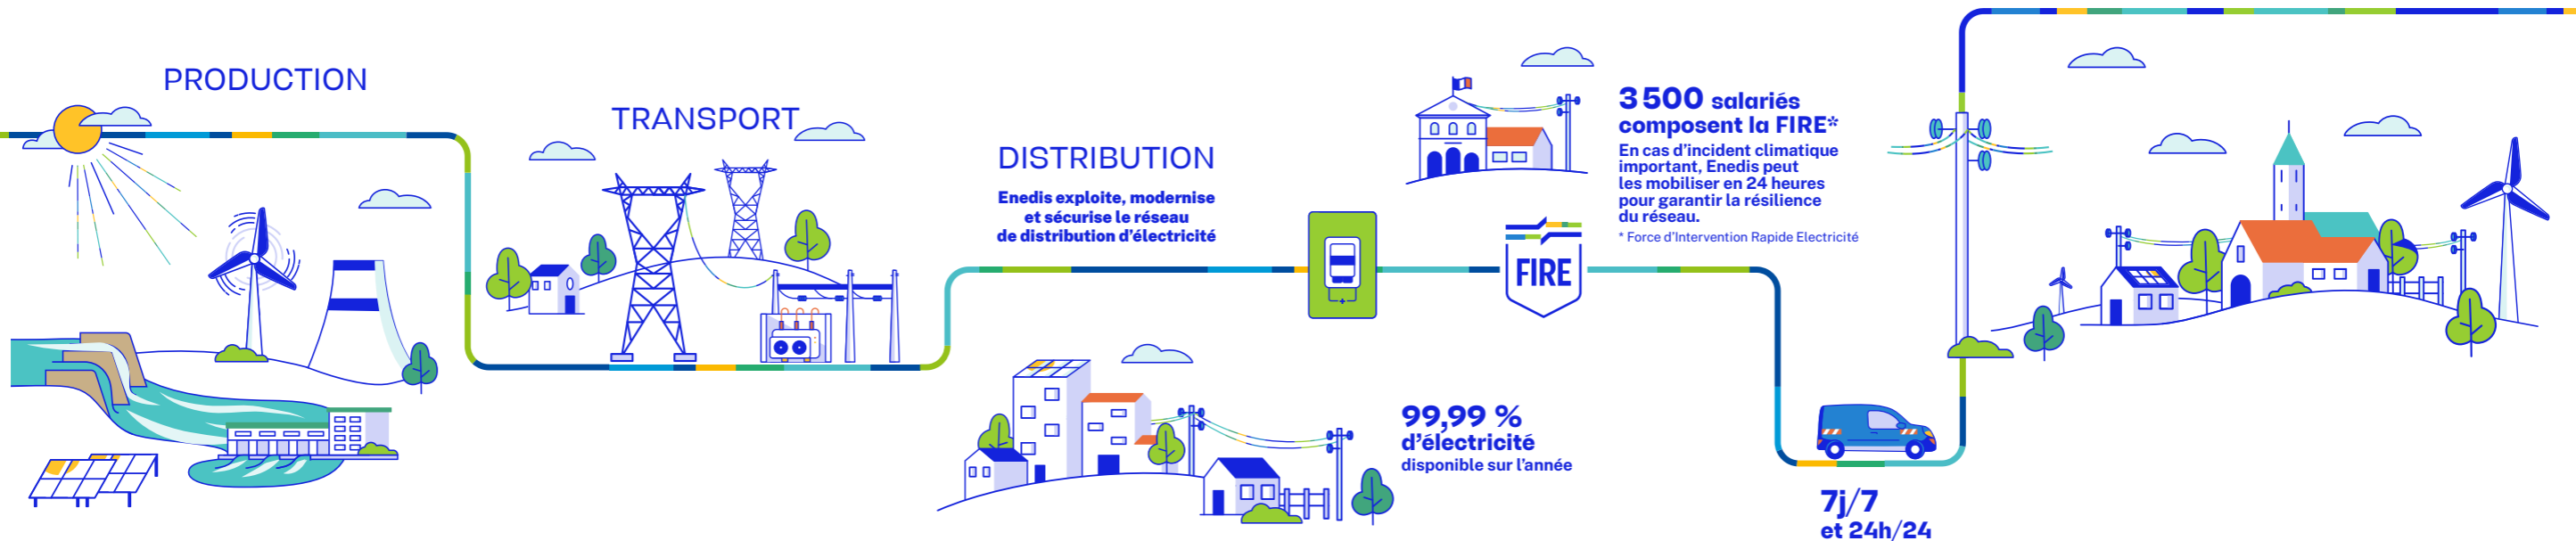 PRODUCTION
TRANSPORT
DISTRIBUTION
Enedis exploite, modernise
et sécurise le réseau
de distribution d'électricité
99,99 %
d'électricité
disponible sur l'année
FIRE
3 500 salariés
composent la FIRE*
En cas d'incident climatique
important, Enedis peut
les mobiliser en 24 heures
pour garantir la résilience
du réseau.
* Force d'Intervention Rapide Electricité
7j/7
et 24h/24